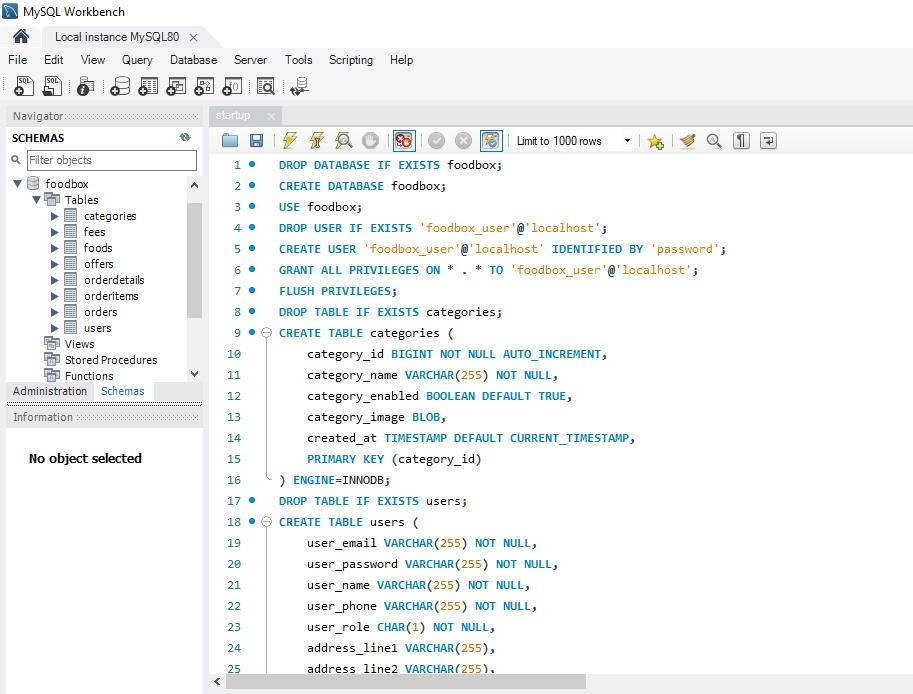 MySQL Workbench
Local instance MySQL80 ×
File Edit View Query Database Server Tools Scripting Help
Navigator
SCHEMAS
Filter objects
foodbox
Tables
categories
fees
foods
offers
orderdetails
orderitems
orders
users
Views
Stored Procedures
Functions
Administration Schemas
Information
No object selected
startup ×
Limit to 1000 rows
1 DROP DATABASE IF EXISTS foodbox;
2 CREATE DATABASE foodbox;
3 USE foodbox;
4 DROP USER IF EXISTS 'foodbox_user'@'localhost';
5 CREATE USER 'foodbox_user'@'localhost' IDENTIFIED BY 'password';
6 GRANT ALL PRIVILEGES ON * . * TO 'foodbox_user'@'localhost';
7 FLUSH PRIVILEGES;
8 DROP TABLE IF EXISTS categories;
9 CREATE TABLE categories (
10 category_id BIGINT NOT NULL AUTO_INCREMENT,
11 category_name VARCHAR(255) NOT NULL,
12 category_enabled BOOLEAN DEFAULT TRUE,
13 category_image BLOB,
14 created_at TIMESTAMP DEFAULT CURRENT_TIMESTAMP,
15 PRIMARY KEY (category_id)
16 ) ENGINE=INNODB;
17 DROP TABLE IF EXISTS users;
18 CREATE TABLE users (
19 user_email VARCHAR(255) NOT NULL,
20 user_password VARCHAR(255) NOT NULL,
21 user_name VARCHAR(255) NOT NULL,
22 user_phone VARCHAR(255) NOT NULL,
23 user_role CHAR(1) NOT NULL,
24 address_line1 VARCHAR(255),
25 address_line2 VARCHAR(255),